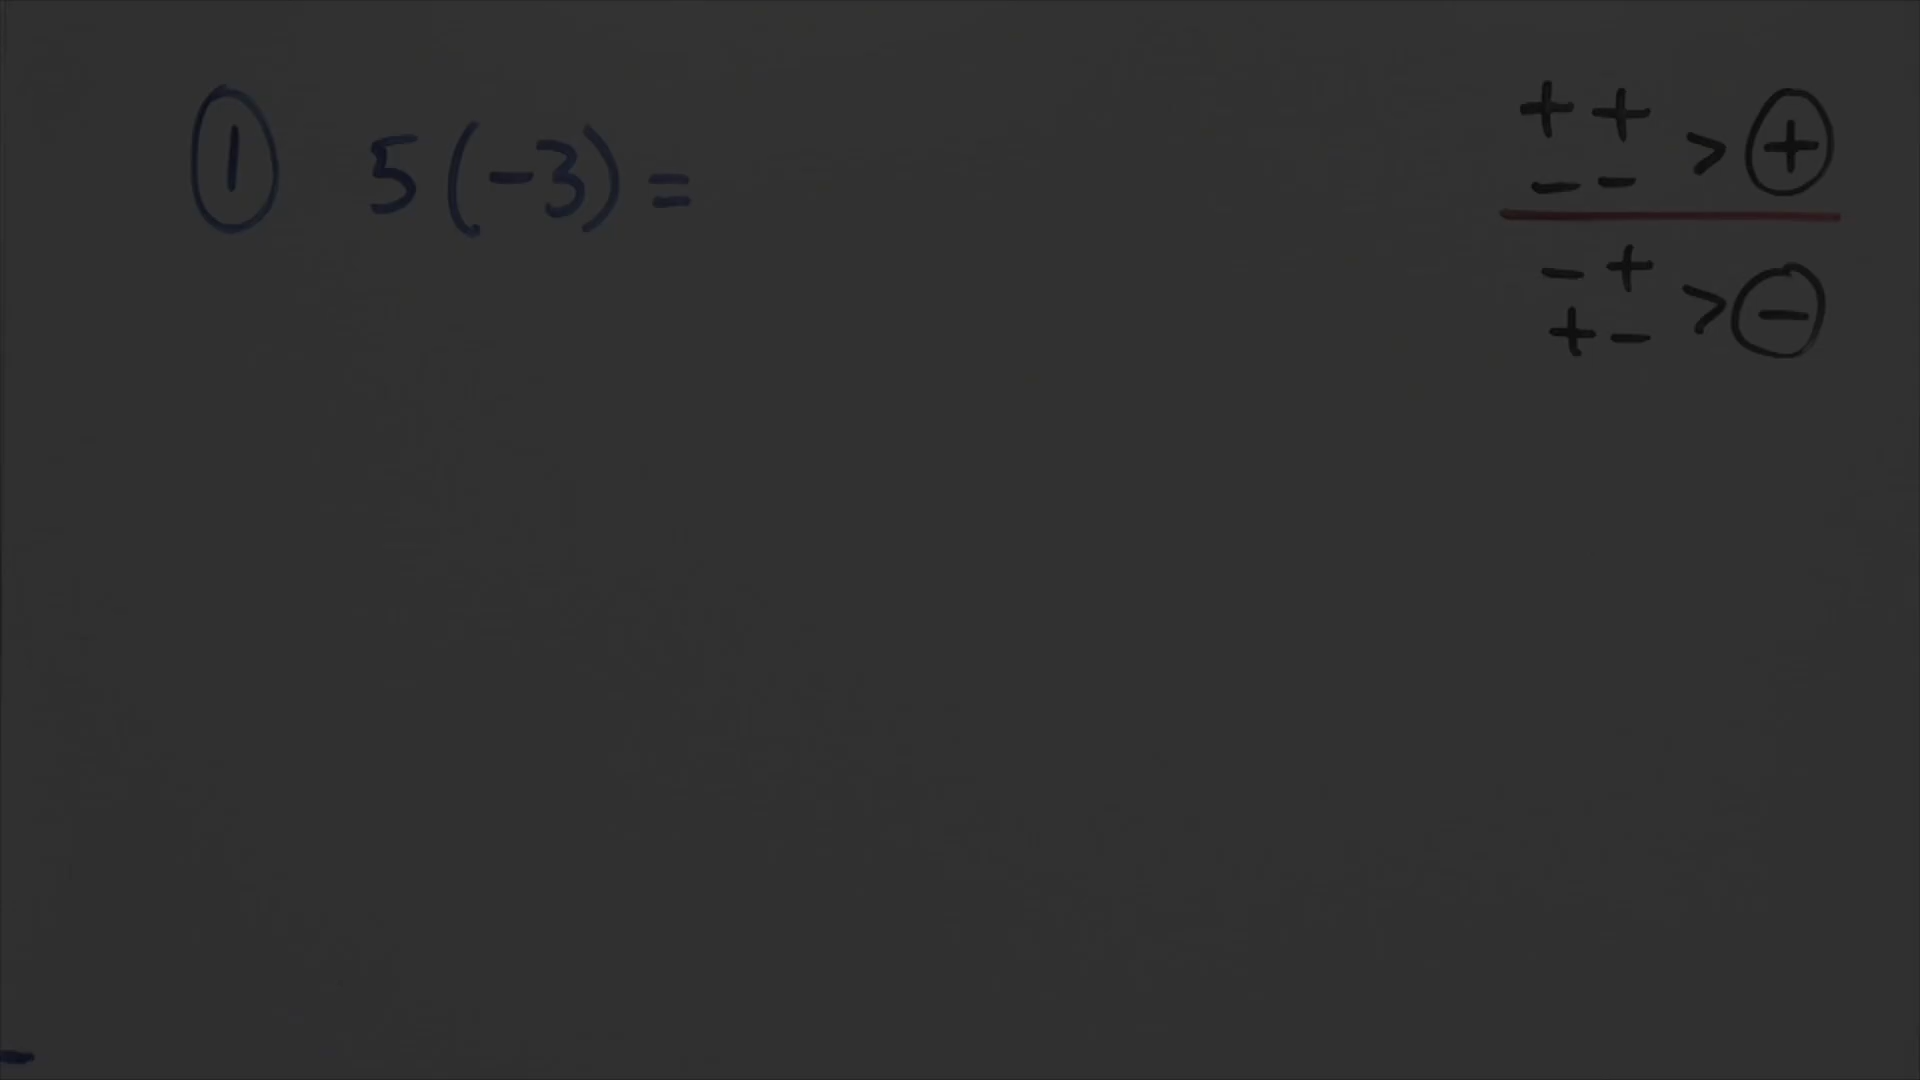 ① 5(-3)=
+ +
- - > ⊕
- +
+ - > ⊖